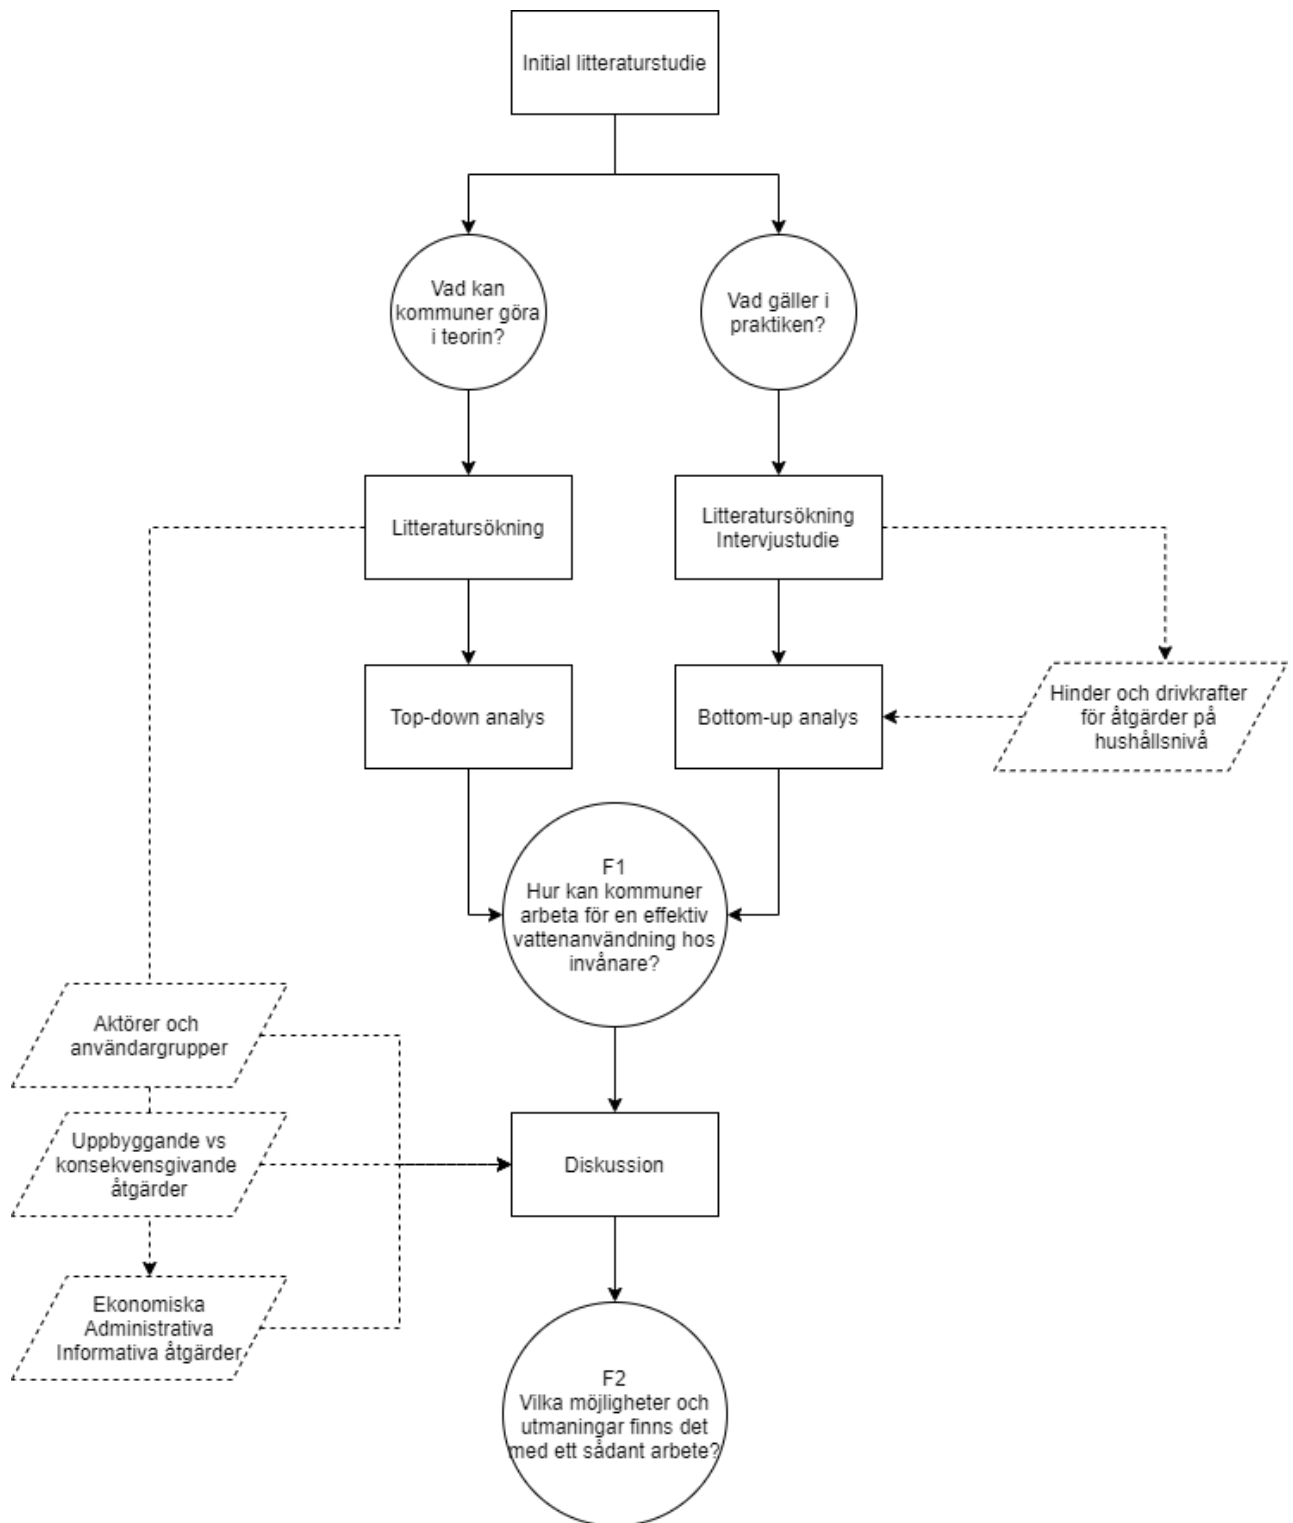 Initial litteraturstudie
Vad kan
kommuner göra
i teorin?
Vad gäller i
praktiken?
Litteratursökning
Litteratursökning
Intervjustudie
Top-down analys
Bottom-up analys
Hinder och drivkrafter
för åtgärder på
hushållsnivå
F1
Hur kan kommuner
arbeta för en effektiv
vattenanvändning hos
invånare?
Aktörer och
användargrupper
Uppbyggande vs
konsekvensgivande
åtgärder
Diskussion
Ekonomiska
Administrativa
Informativa åtgärder
F2
Vilka möjligheter och
utmaningar finns det
med ett sådant arbete?